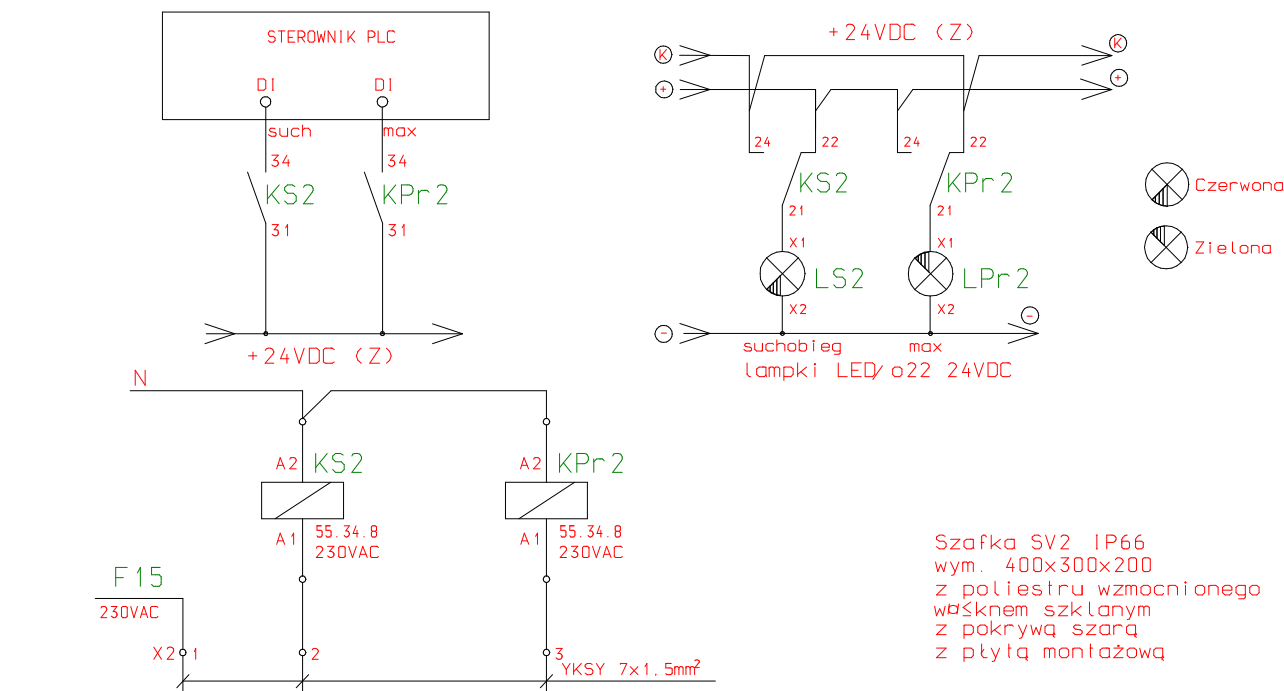 STEROWNIK PLC
DI DI
such max
34 34
KS2 KPr2
31 31
+24VDC (Z)
+24VDC (Z)
K K
+ +
24 22 24 22
KS2 KPr2
21 21
X1 X1
LS2 LPr2
X2 X2
- -
suchobieg max
lampki LED/o22 24VDC
Czerwona
Zielona
N
A2 KS2 A2 KPr2
A1 55.34.8 A1 55.34.8
230VAC 230VAC
F15
230VAC
X2 1 2 3
YKSY 7x1.5mm²
Szafka SV2 IP66
wym. 400x300x200
z poliestru wzmocnionego
szklanym
z pokrywą szarą
z płytą montażową